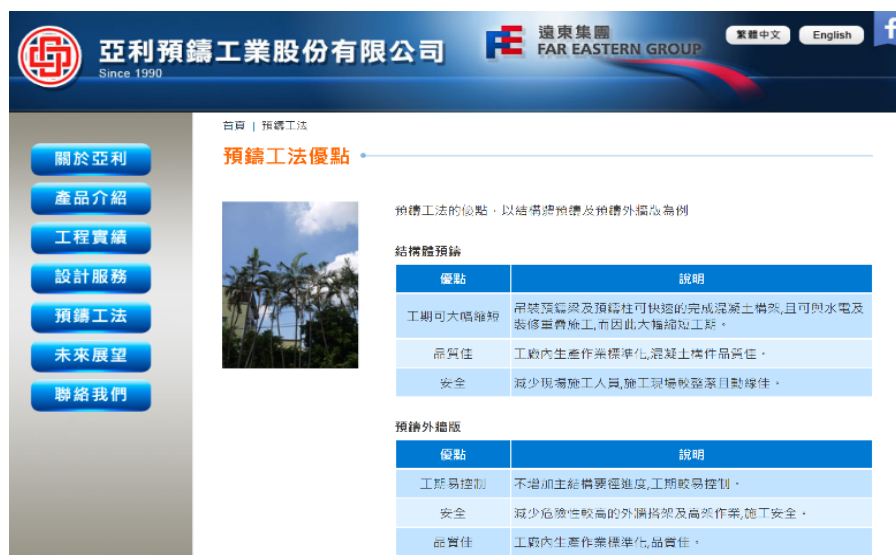 亞利預鑄工業股份有限公司
Since 1990
遠東集團
FAR EASTERN GROUP
繁體中文
English
關於亞利
產品介紹
工程實績
設計服務
預鑄工法
未來展望
聯絡我們
首頁 | 預鑄工法
預鑄工法優點
預鑄工法的優點,以結構體預鑄及預鑄外牆版為例
結構體預鑄
優點 說明
工期可大幅縮短 吊裝預鑄梁及預鑄柱可快速的完成混凝土構架,且可與水電及
裝修重疊施工,而因此大幅縮短工期。
品質佳 工廠內生產作業標準化,混凝土構件品質佳。
安全 減少現場施工人員,施工現場較整潔且動線佳。
預鑄外牆版
優點 說明
工期易控制 不增加主結構要徑進度,工期較易控制。
安全 減少危險性較高的外牆搭架及高架作業,施工安全。
品質佳 工廠內生產作業標準化,品質佳。